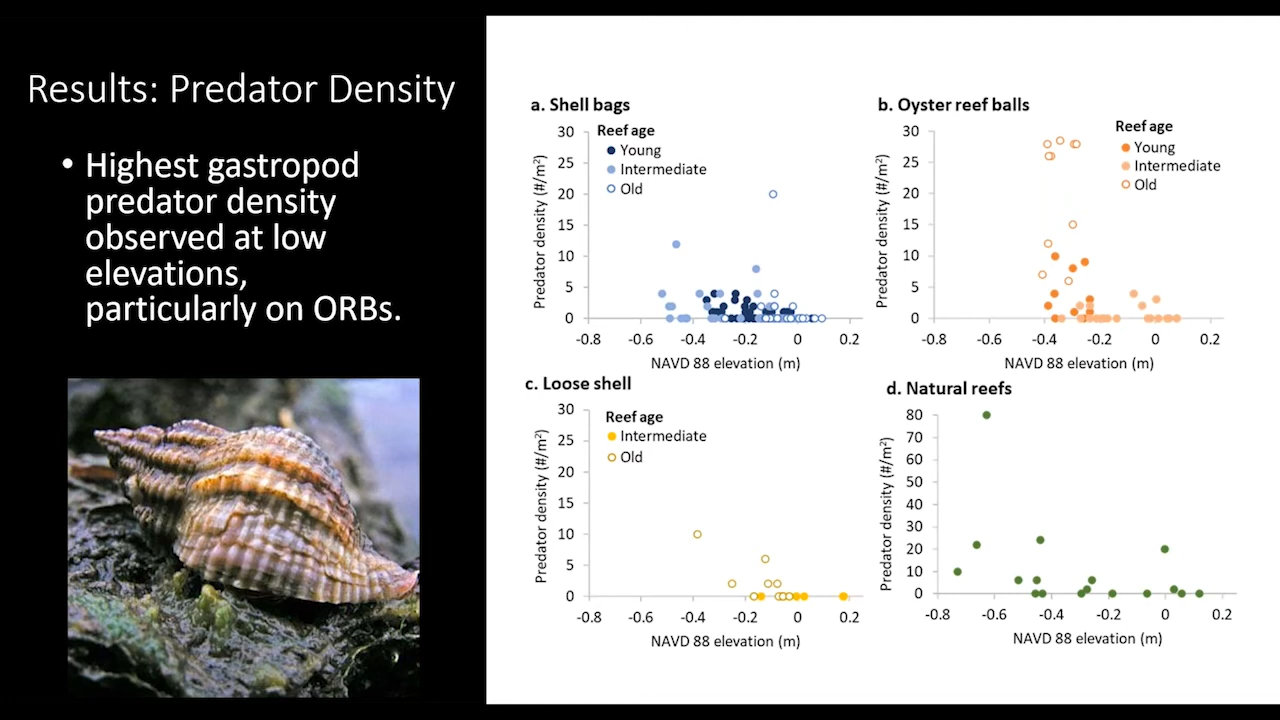 Results: Predator Density
• Highest gastropod
predator density
observed at low
elevations,
particularly on ORBs.
a. Shell bags
Reef age
Young
Intermediate
Old
30
25
20
15
10
5
0
Predator density (#/m²)
-0.8 -0.6 -0.4 -0.2 0 0.2
NAVD 88 elevation (m)
b. Oyster reef balls
Reef age
Young
Intermediate
Old
30
25
20
15
10
5
0
Predator density (#/m²)
-0.8 -0.6 -0.4 -0.2 0 0.2
NAVD 88 elevation (m)
c. Loose shell
Reef age
Intermediate
Old
30
25
20
15
10
5
0
Predator density (#/m²)
-0.8 -0.6 -0.4 -0.2 0 0.2
NAVD 88 elevation (m)
d. Natural reefs
80
70
60
50
40
30
20
10
0
Predator density (#/m²)
-0.8 -0.6 -0.4 -0.2 0 0.2
NAVD 88 elevation (m)